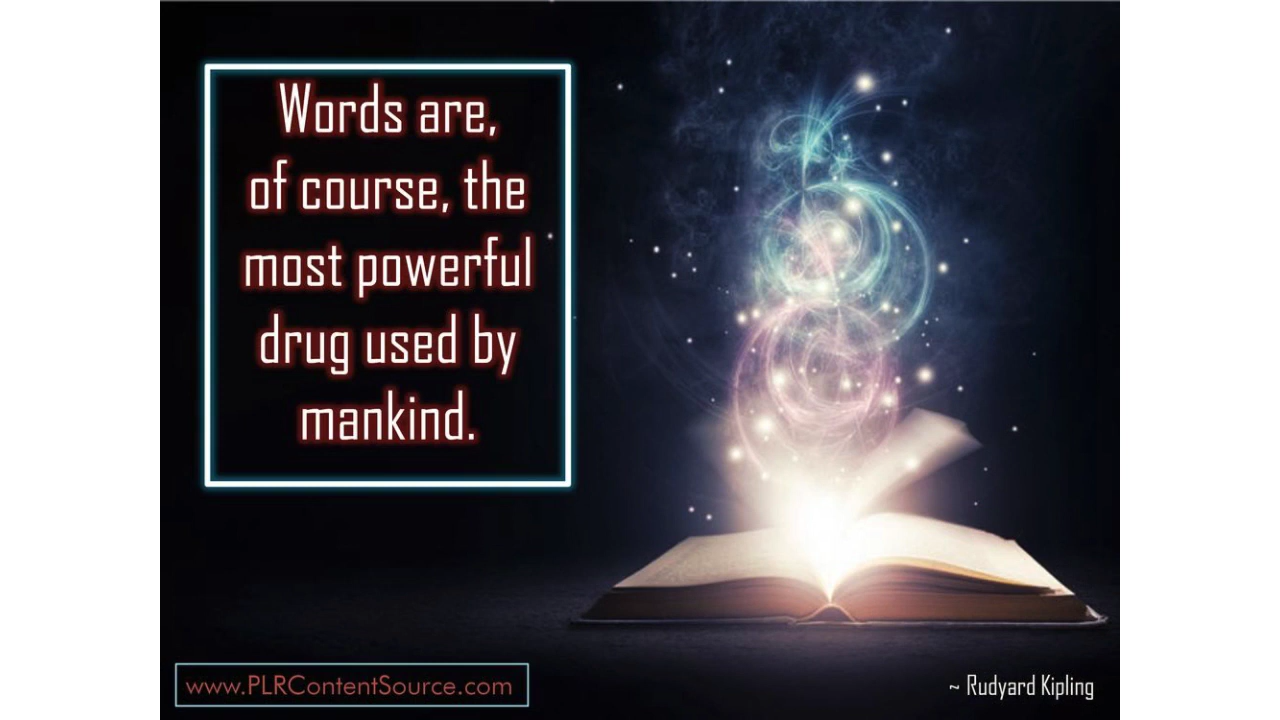 Words are,
of course, the
most powerful
drug used by
mankind.
www.PLRContentSource.com
~ Rudyard Kipling